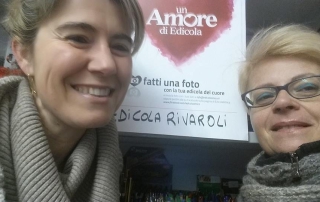 un
Amore
di Edicola
fatti una foto
con la tua edicola del cuore
EDICOLA RIVAROLI